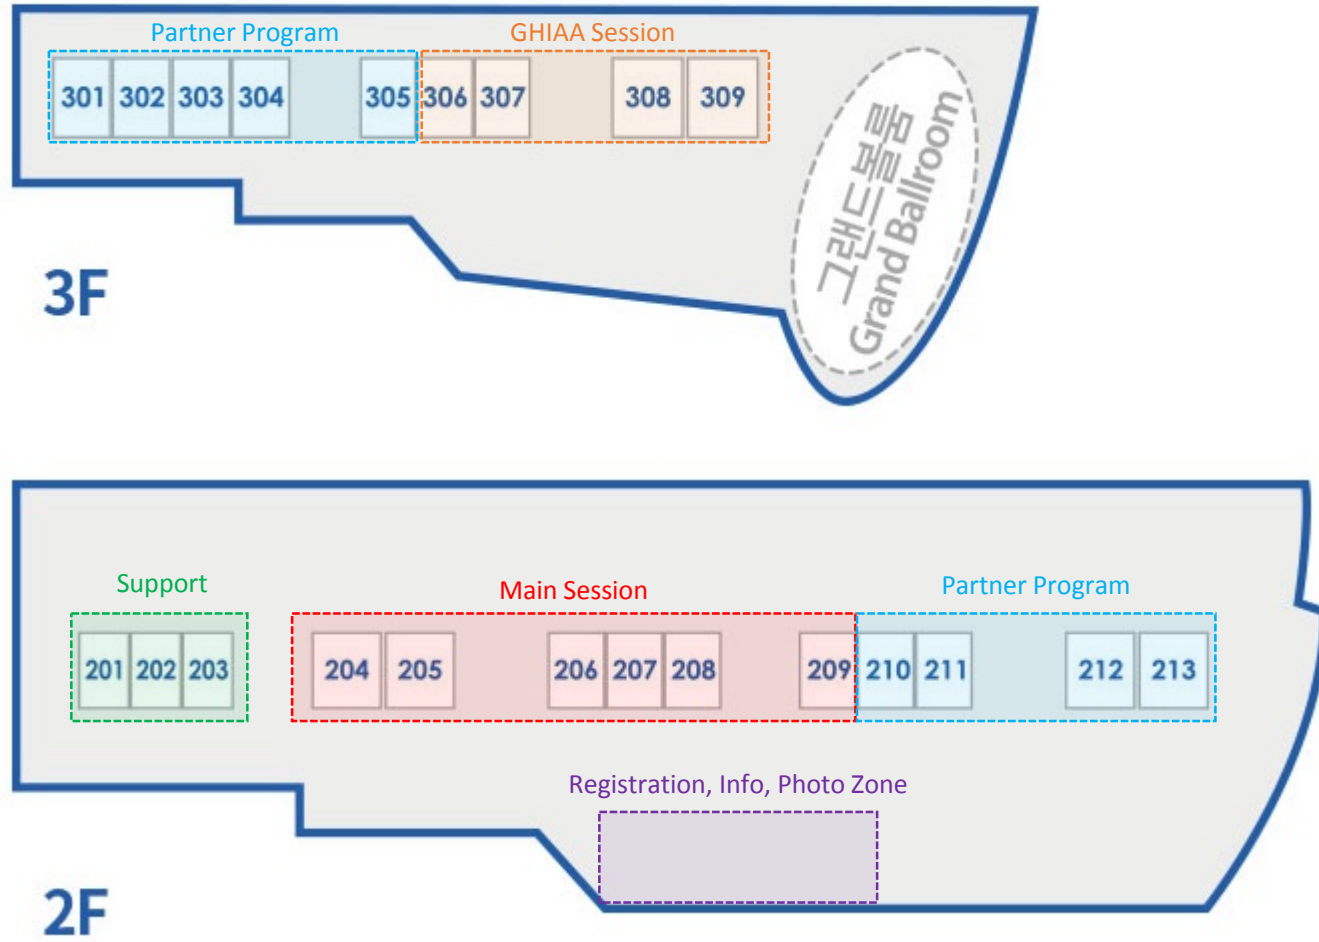 Partner Program
GHIAA Session
301 302 303 304 305 306 307 308 309
그랜드볼룸
Grand Ballroom
3F
Support
Main Session
Partner Program
201 202 203 204 205 206 207 208 209 210 211 212 213
Registration, Info, Photo Zone
2F